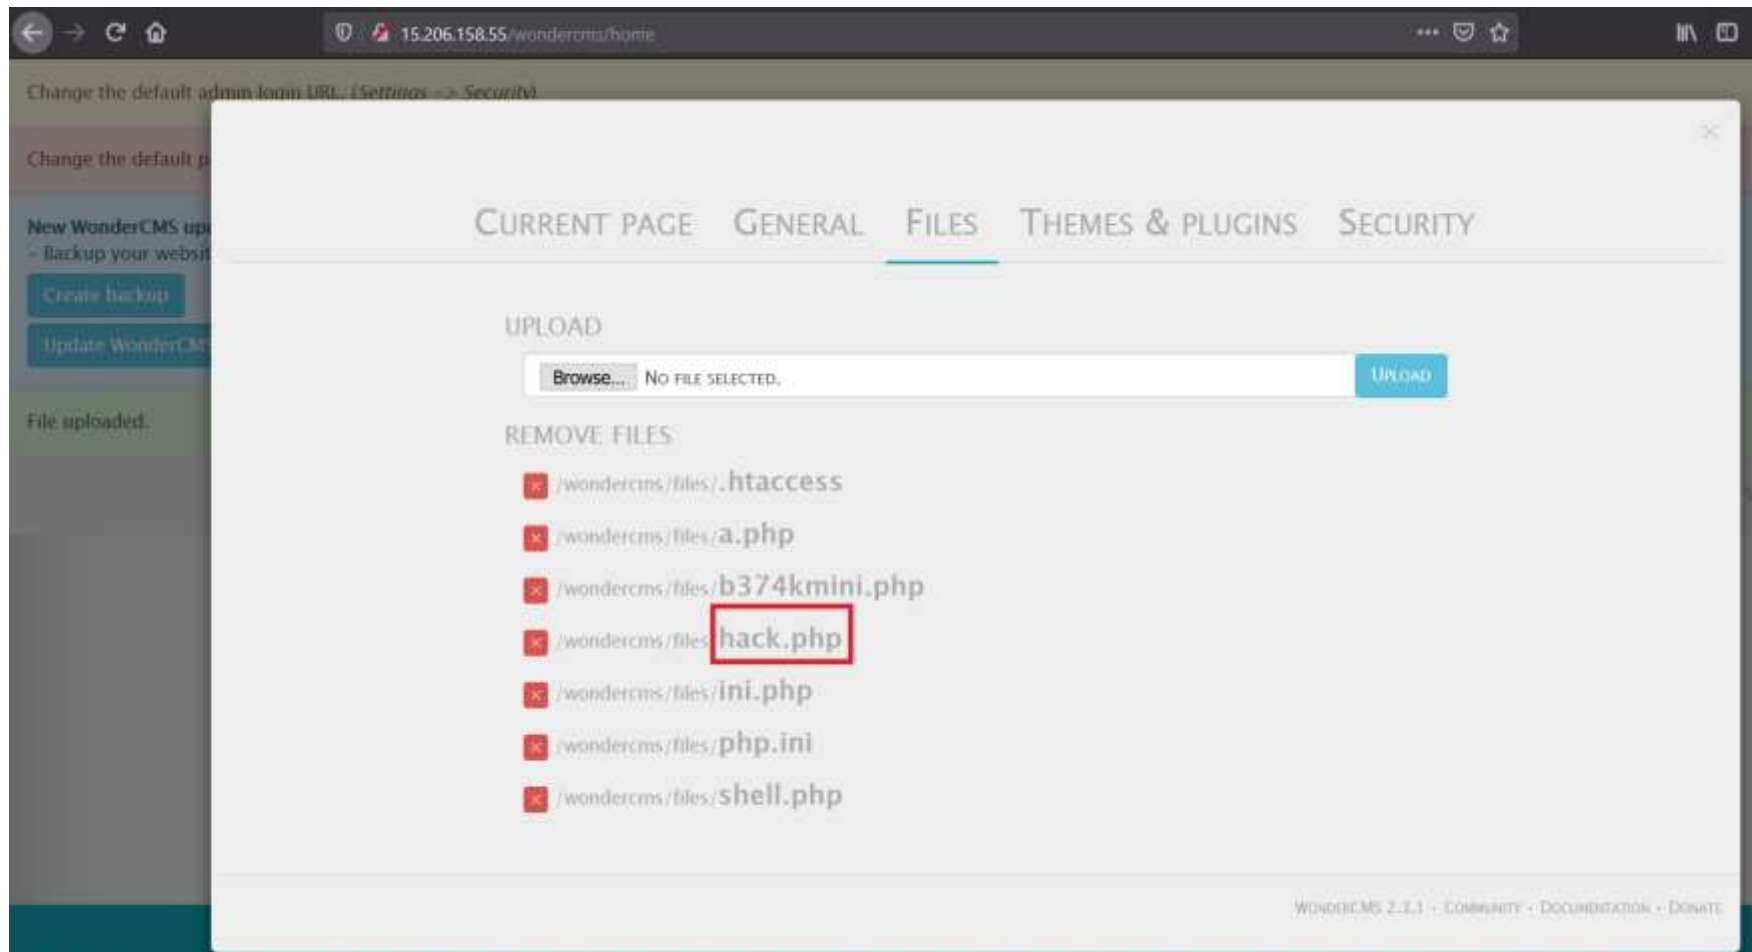 15.206.158.55/wondercms/home
Change the default admin login URL. (Settings -> Security)
Change the default p
New WonderCMS upd
- Backup your websit
Create backup
Update WonderCMS
File uploaded.
×
CURRENT PAGE GENERAL FILES THEMES & PLUGINS SECURITY
UPLOAD
Browse... NO FILE SELECTED. UPLOAD
REMOVE FILES
× /wondercms/files/.htaccess
× /wondercms/files/a.php
× /wondercms/files/b374kmini.php
× /wondercms/files/hack.php
× /wondercms/files/ini.php
× /wondercms/files/php.ini
× /wondercms/files/shell.php
WONDERCMS 2.3.1 • COMMUNITY • DOCUMENTATION • DONATE